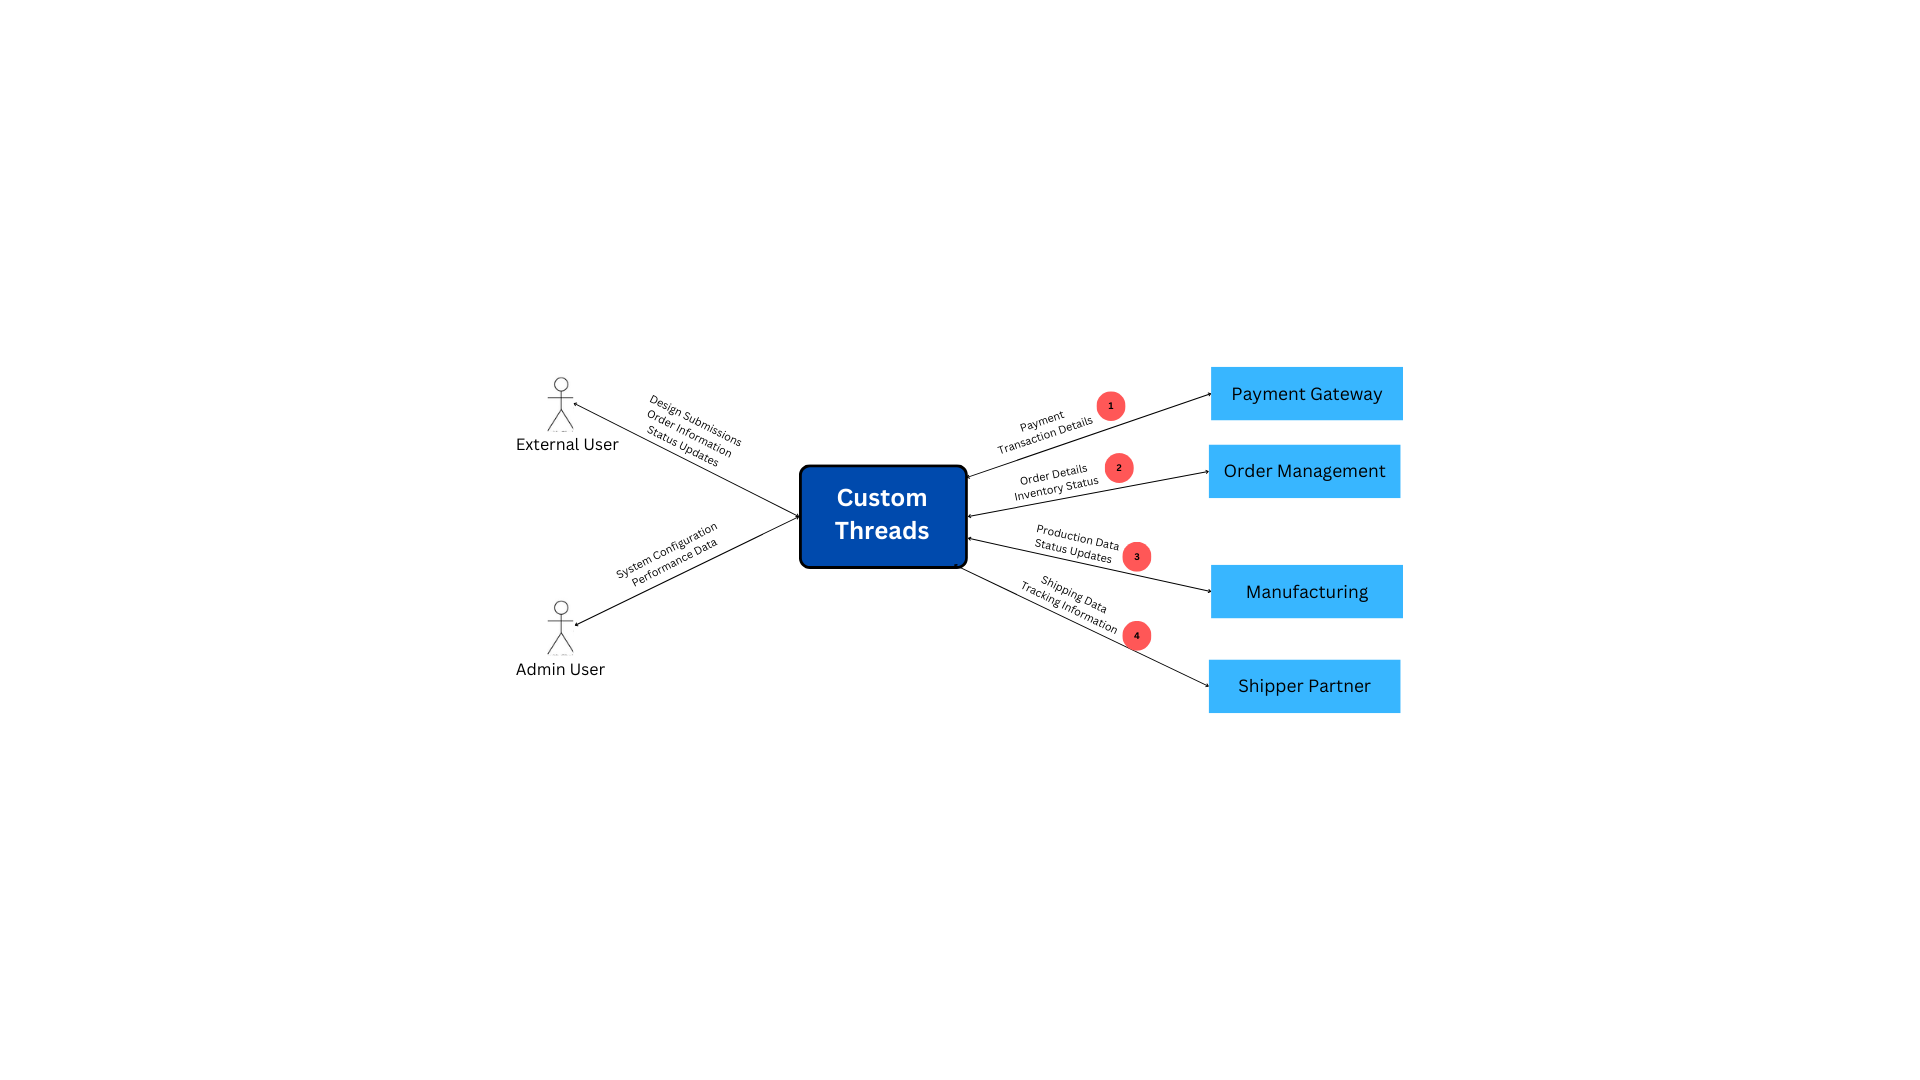 Design Submissions
Order Information
Status Updates
External User
System Configuration
Performance Data
Admin User
Custom
Threads
Payment
Transaction Details
1
Payment Gateway
Order Details
Inventory Status
2
Order Management
Production Data
Status Updates
3
Manufacturing
Shipping Data
Tracking Information
4
Shipper Partner